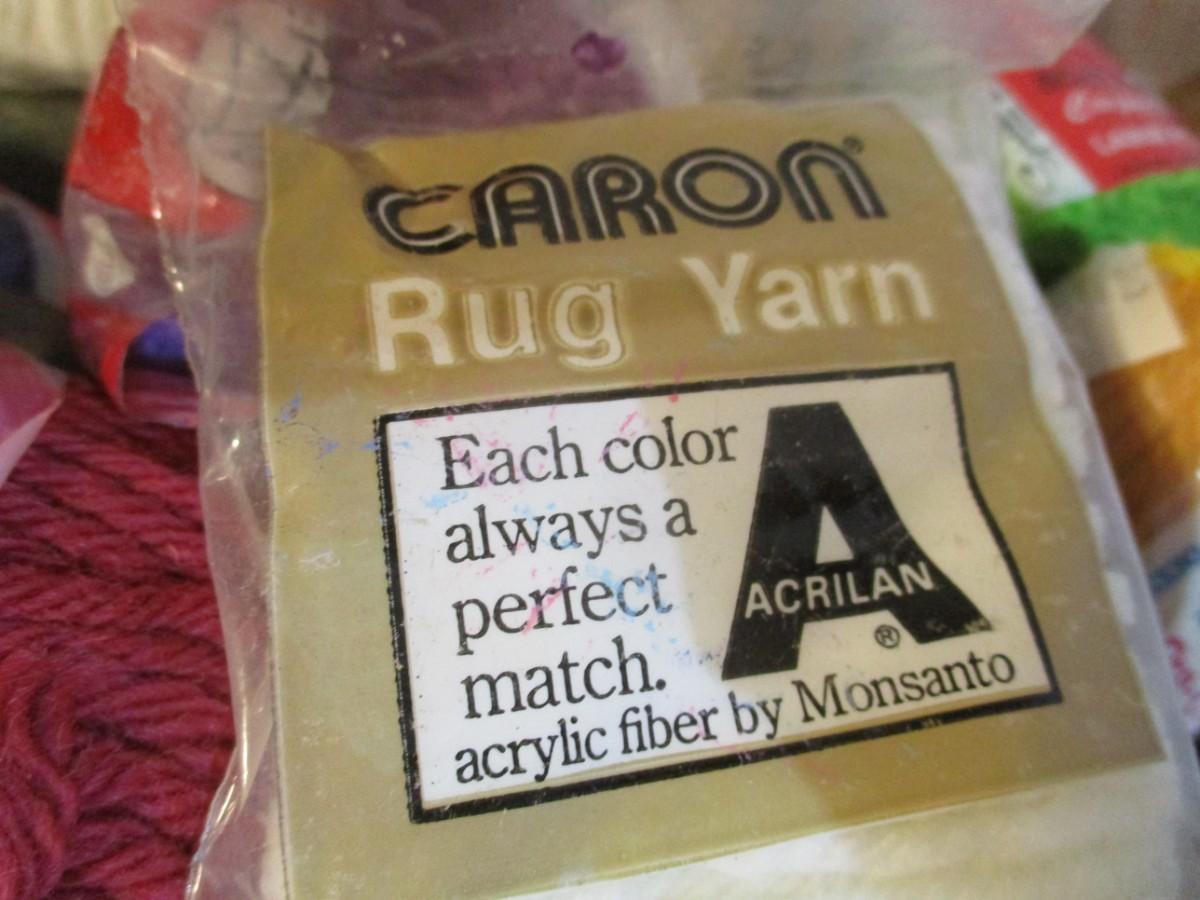 CARON®
Rug Yarn
Each color
always a
perfect
match.
ACRILAN
®
acrylic fiber by Monsanto